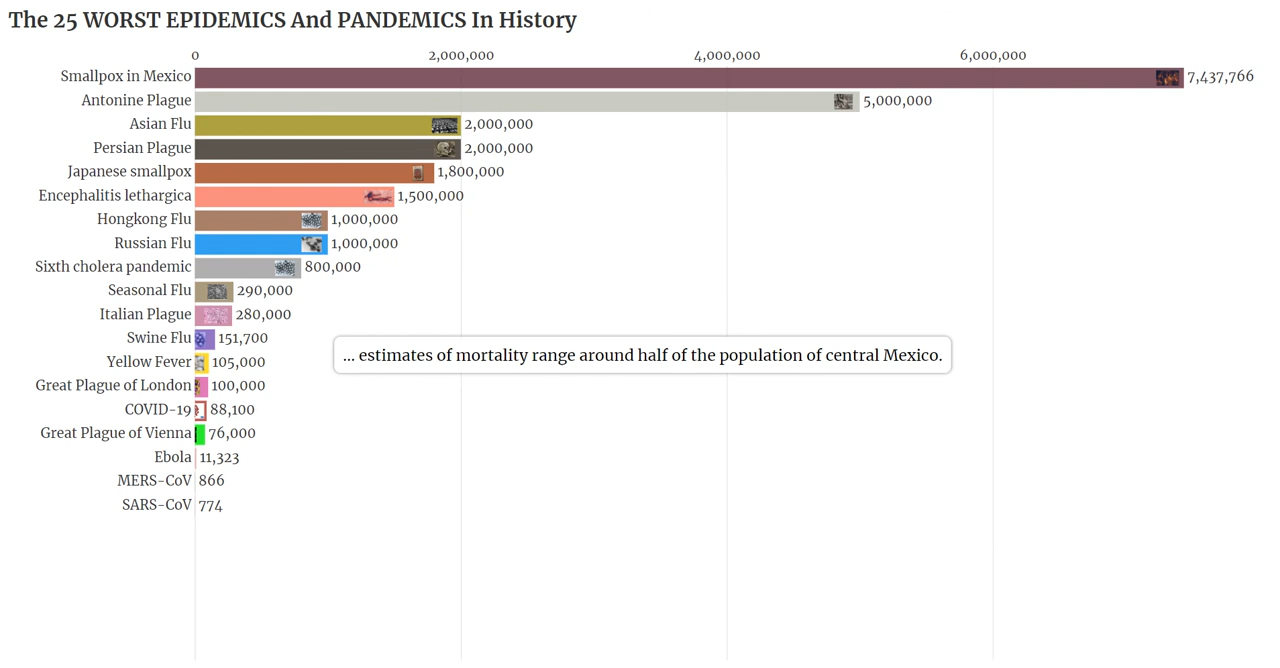 The 25 WORST EPIDEMICS And PANDEMICS In History
0 2,000,000 4,000,000 6,000,000
Smallpox in Mexico 7,437,766
Antonine Plague 5,000,000
Asian Flu 2,000,000
Persian Plague 2,000,000
Japanese smallpox 1,800,000
Encephalitis lethargica 1,500,000
Hongkong Flu 1,000,000
Russian Flu 1,000,000
Sixth cholera pandemic 800,000
Seasonal Flu 290,000
Italian Plague 280,000
Swine Flu 151,700
... estimates of mortality range around half of the population of central Mexico.
Yellow Fever 105,000
Great Plague of London 100,000
COVID-19 88,100
Great Plague of Vienna 76,000
Ebola 11,323
MERS-CoV 866
SARS-CoV 774